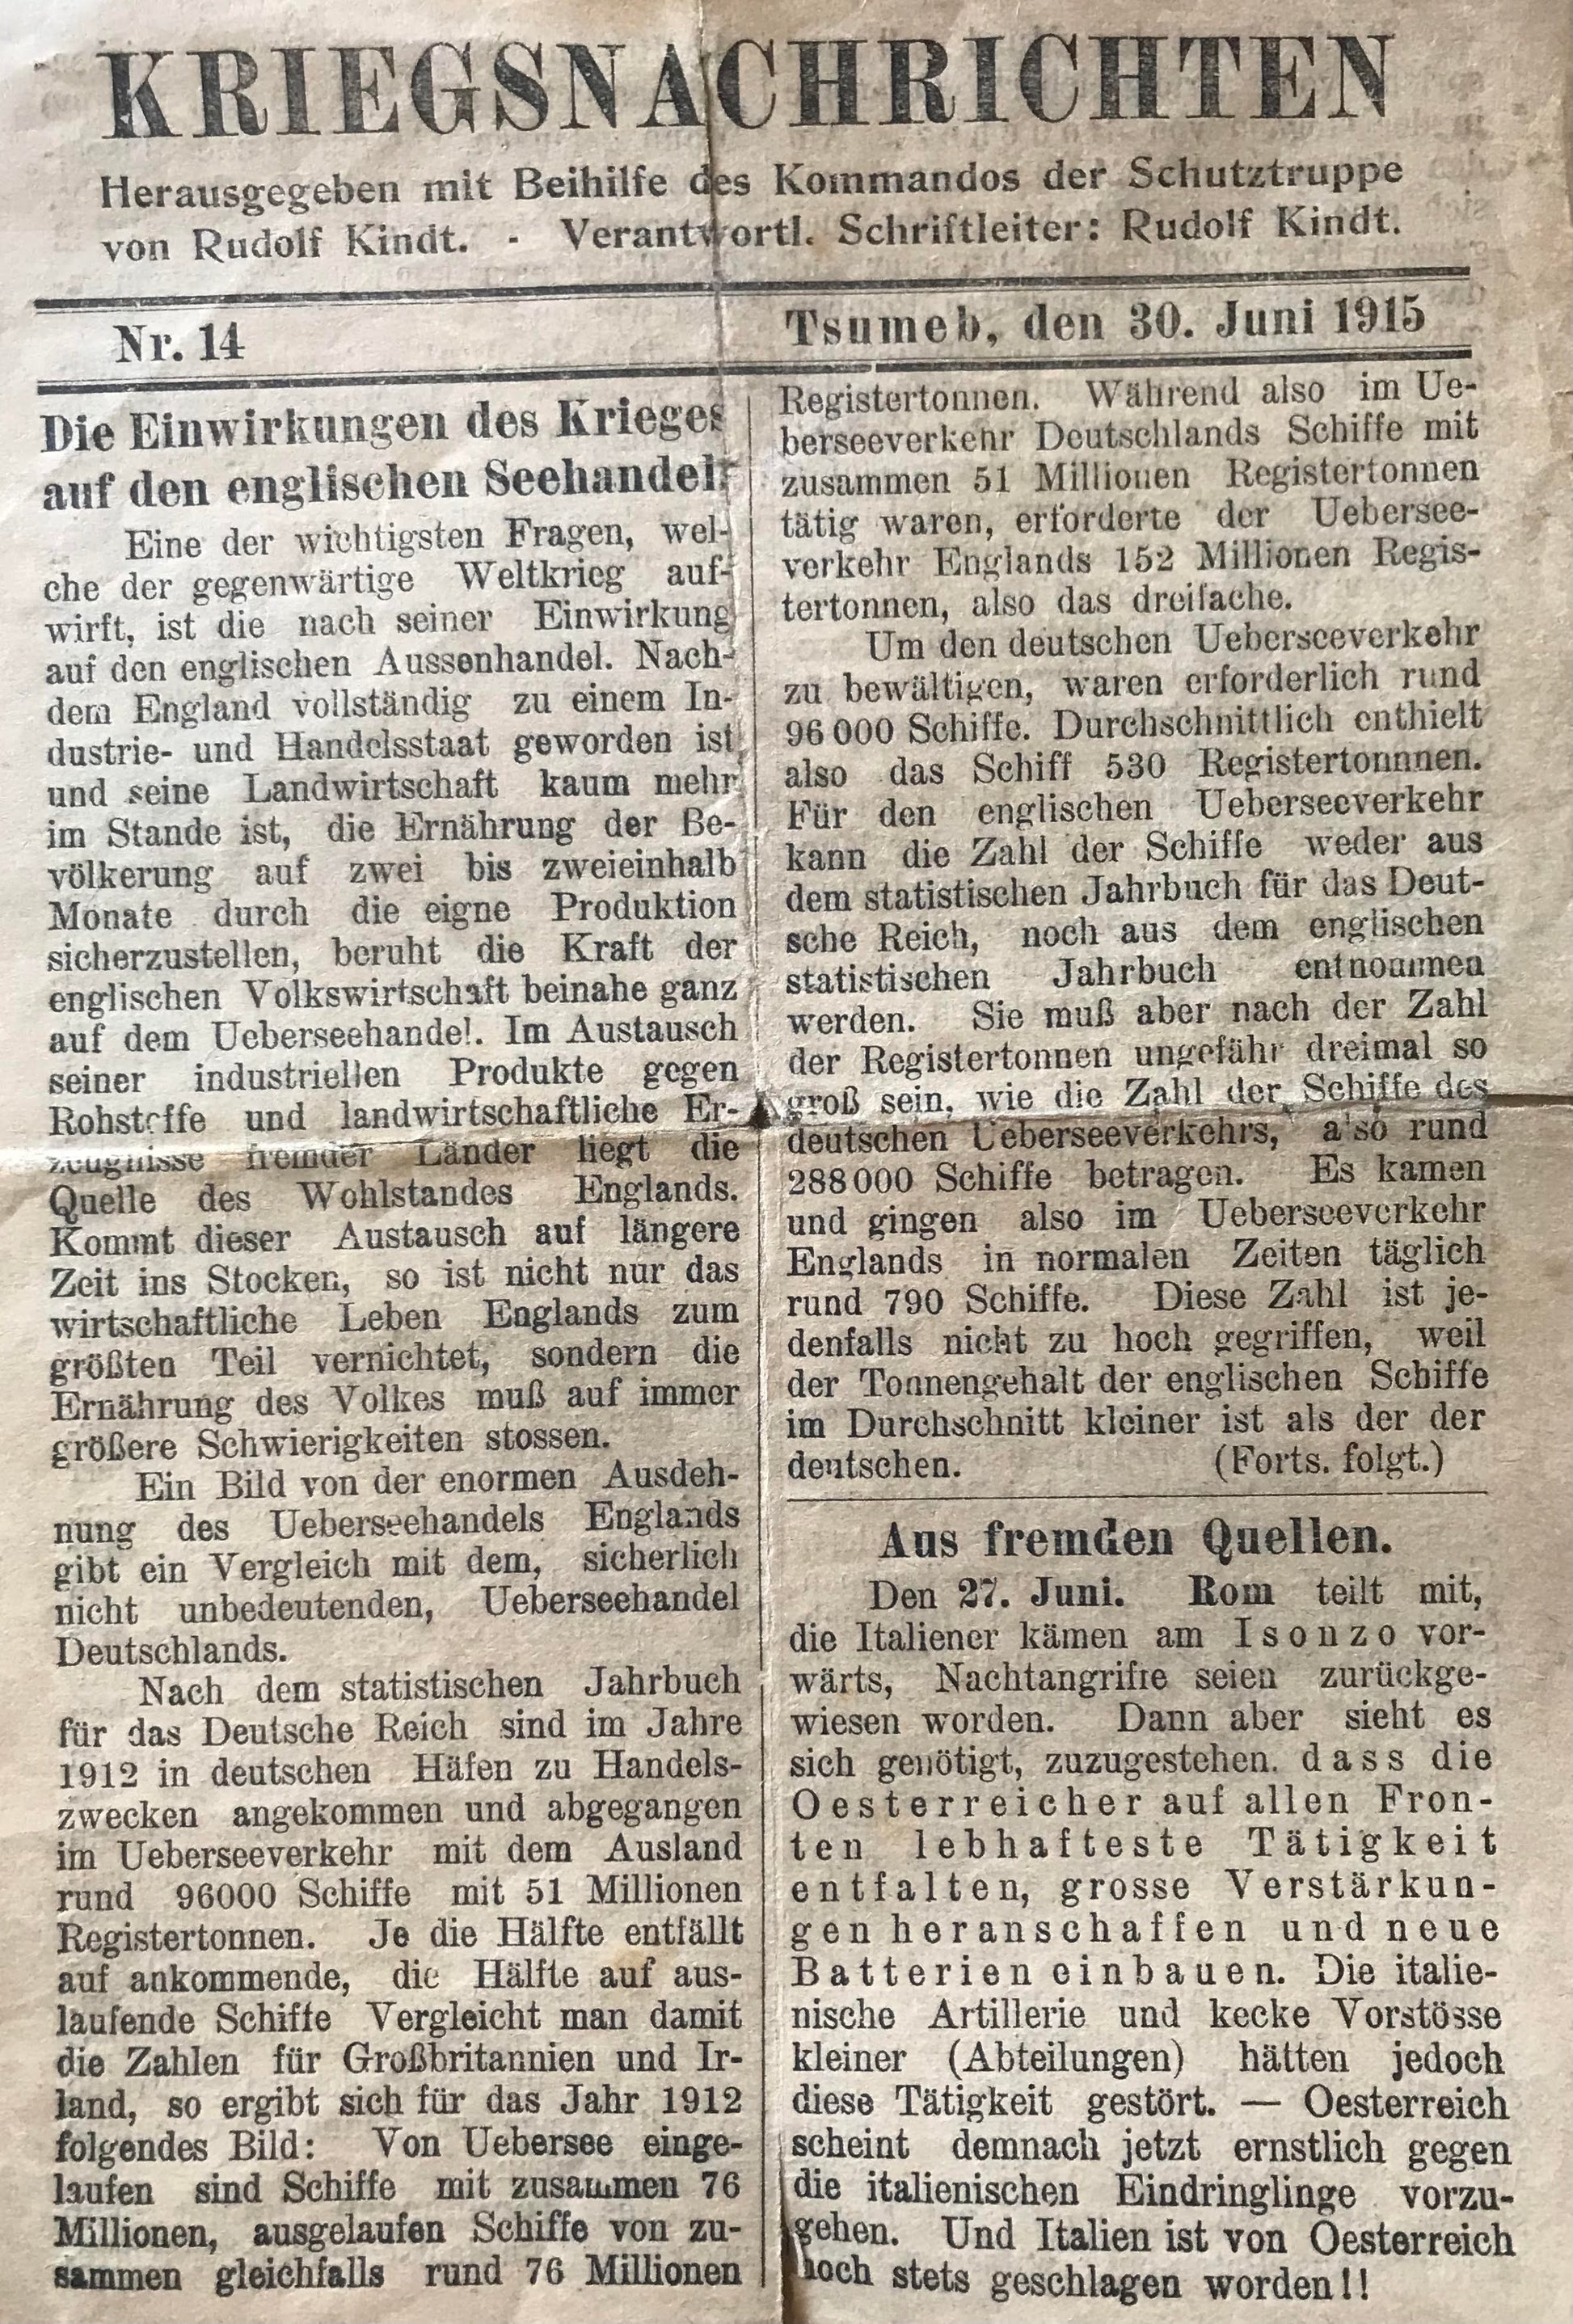 KRIEGSNACHRICHTEN
Herausgegeben mit Beihilfe des Kommandos der Schutztruppe
von Rudolf Kindt. - Verantwortl. Schriftleiter: Rudolf Kindt.
Nr. 14
Tsumeb, den 30. Juni 1915
Die Einwirkungen des Krieges
auf den englischen Seehandel.
Eine der wichtigsten Fragen, wel-
che der gegenwärtige Weltkrieg auf-
wirft, ist die nach seiner Einwirkung
auf den englischen Aussenhandel. Nach-
dem England vollständig zu einem In-
dustrie- und Handelsstaat geworden ist
und seine Landwirtschaft kaum mehr
im Stande ist, die Ernährung der Be-
völkerung auf zwei bis zweieinhalb
Monate durch die eigne Produktion
sicherzustellen, beruht die Kraft der
englischen Volkswirtschaft beinahe ganz
auf dem Ueberseehandel. Im Austausch
seiner industriellen Produkte gegen
Rohstoffe und landwirtschaftliche Er-
zeugnisse fremder Länder liegt die
Quelle des Wohlstandes Englands.
Kommt dieser Austausch auf längere
Zeit ins Stocken, so ist nicht nur das
wirtschaftliche Leben Englands zum
größten Teil vernichtet, sondern die
Ernährung des Volkes muß auf immer
größere Schwierigkeiten stossen.
Ein Bild von der enormen Ausdeh-
nung des Ueberseehandels Englands
gibt ein Vergleich mit dem, sicherlich
nicht unbedeutenden, Ueberseehandel
Deutschlands.
Nach dem statistischen Jahrbuch
für das Deutsche Reich sind im Jahre
1912 in deutschen Häfen zu Handels-
zwecken angekommen und abgegangen
im Ueberseeverkehr mit dem Ausland
rund 96000 Schiffe mit 51 Millionen
Registertonnen. Je die Hälfte entfällt
auf ankommende, die Hälfte auf aus-
laufende Schiffe Vergleicht man damit
die Zahlen für Großbritannien und Ir-
land, so ergibt sich für das Jahr 1912
folgendes Bild: Von Uebersee einge-
laufen sind Schiffe mit zusammen 76
Millionen, ausgelaufen Schiffe von zu-
sammen gleichfalls rund 76 Millionen
Registertonnen. Während also im Ue-
berseeverkehr Deutschlands Schiffe mit
zusammen 51 Millionen Registertonnen
tätig waren, erforderte der Uebersee-
verkehr Englands 152 Millionen Regis-
tertonnen, also das dreifache.
Um den deutschen Ueberseeverkehr
zu bewältigen, waren erforderlich rund
96 000 Schiffe. Durchschnittlich enthielt
also das Schiff 530 Registertonnnen.
Für den englischen Ueberseeverkehr
kann die Zahl der Schiffe weder aus
dem statistischen Jahrbuch für das Deut-
sche Reich, noch aus dem englischen
statistischen Jahrbuch entnommen
werden. Sie muß aber nach der Zahl
der Registertonnen ungefähr dreimal so
groß sein, wie die Zahl der Schiffe des
deutschen Ueberseeverkehrs, also rund
288000 Schiffe betragen. Es kamen
und gingen also im Ueberseeverkehr
Englands in normalen Zeiten täglich
rund 790 Schiffe. Diese Zahl ist je-
denfalls nicht zu hoch gegriffen, weil
der Tonnengehalt der englischen Schiffe
im Durchschnitt kleiner ist als der der
deutschen. (Forts. folgt.)
Aus fremden Quellen.
Den 27. Juni. Rom teilt mit,
die Italiener kämen am Isonzo vor-
wärts, Nachtangriffe seien zurückge-
wiesen worden. Dann aber sieht es
sich genötigt, zuzugestehen, dass die
Oesterreicher auf allen Fron-
ten lebhafteste Tätigkeit
entfalten, grosse Verstärkun-
gen heranschaffen und neue
Batterien einbauen. Die italie-
nische Artillerie und kecke Vorstösse
kleiner (Abteilungen) hätten jedoch
diese Tätigkeit gestört. — Oesterreich
scheint demnach jetzt ernstlich gegen
die italienischen Eindringlinge vorzu-
gehen. Und Italien ist von Oesterreich
noch stets geschlagen worden!!